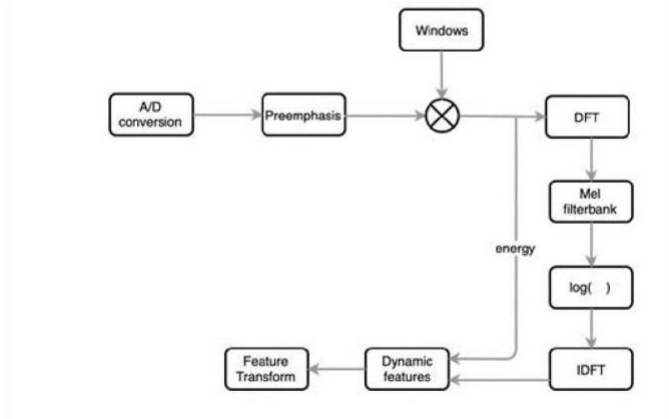 Windows
A/D
conversion
Preemphasis
DFT
Mel
filterbank
energy
log( )
Feature
Transform
Dynamic
features
IDFT